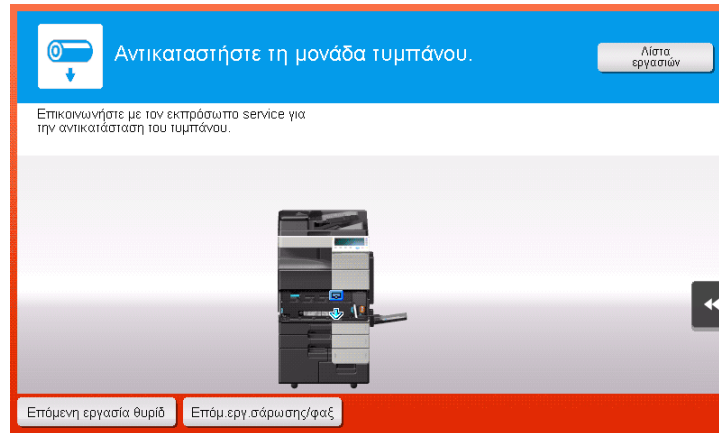 Αντικαταστήστε τη μονάδα τυμπάνου.
Λίστα
εργασιών
Επικοινωνήστε με τον εκπρόσωπο service για
την αντικατάσταση του τυμπάνου.
Επόμενη εργασία θυρίδ
Επόμ.εργ.σάρωσης/φαξ